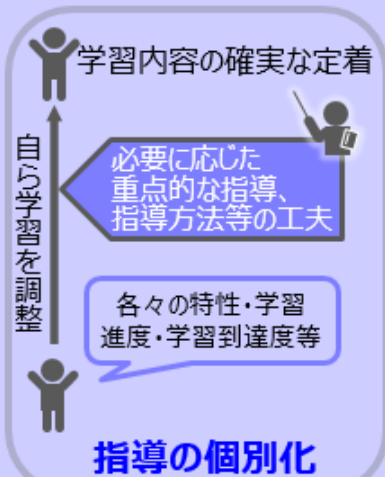 学習内容の確実な定着
自ら学習を調整
必要に応じた
重点的な指導、
指導方法等の工夫
各々の特性・学習
進度・学習到達度等
指導の個別化